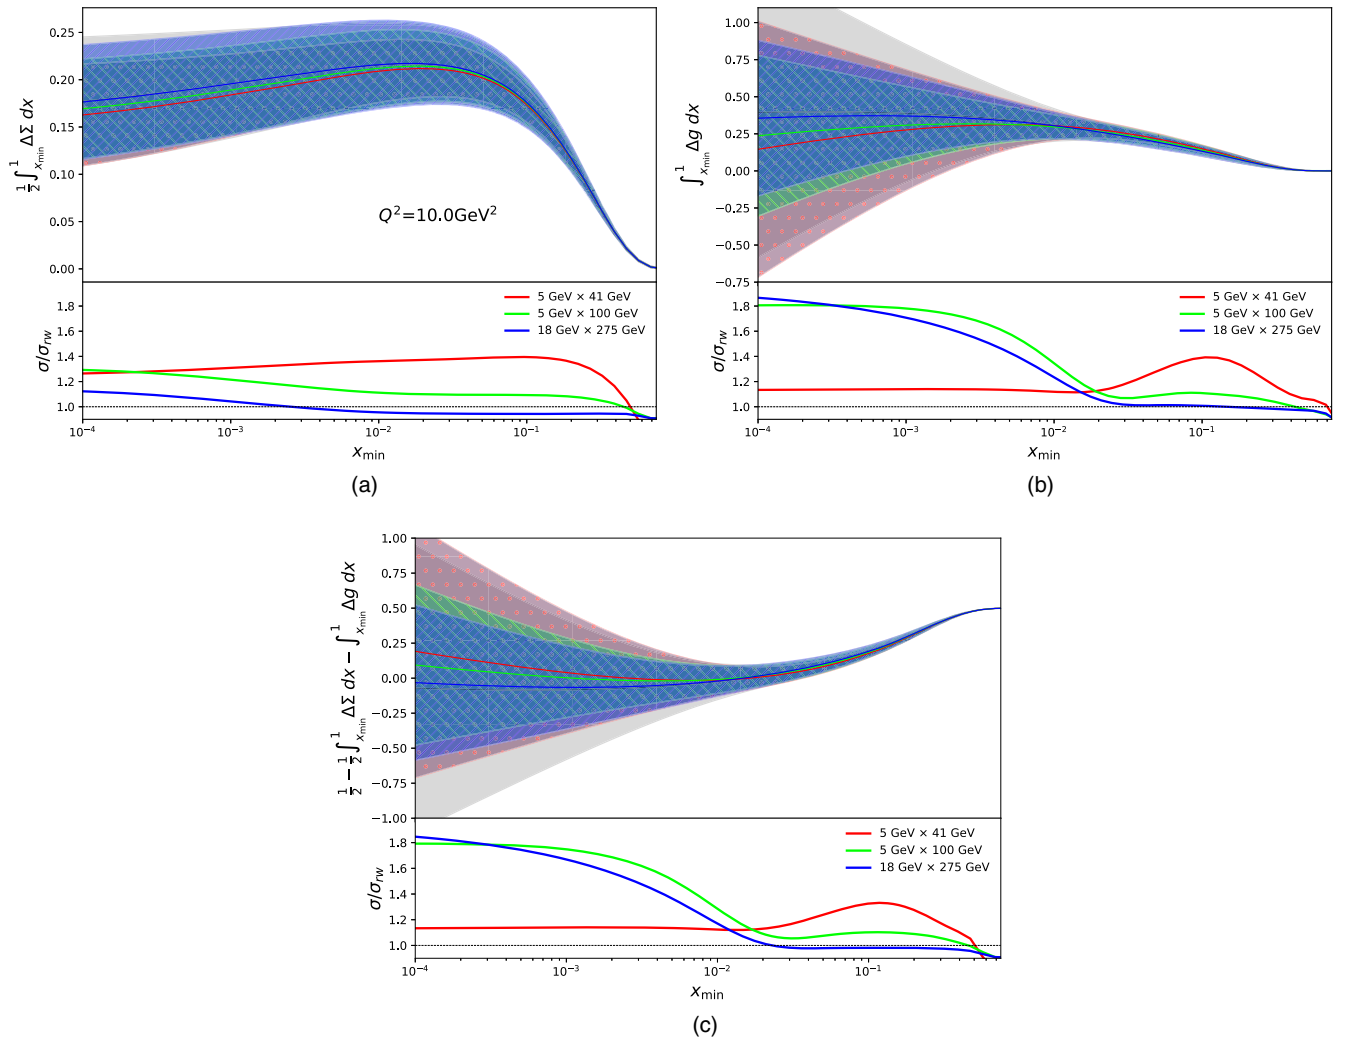 0.25
0.20
0.15
0.10
0.05
0.00
½∫¹ₓₘᵢₙ ΔΣ dx
Q²=10.0GeV²
1.8
1.6
1.4
1.2
1.0
σ/σ_rw
5 GeV × 41 GeV
5 GeV × 100 GeV
18 GeV × 275 GeV
10⁻⁴
10⁻³
10⁻²
10⁻¹
x_min
(a)
1.00
0.75
0.50
0.25
0.00
−0.25
−0.50
−0.75
∫¹ₓₘᵢₙ Δg dx
1.8
1.6
1.4
1.2
1.0
σ/σ_rw
5 GeV × 41 GeV
5 GeV × 100 GeV
18 GeV × 275 GeV
10⁻⁴
10⁻³
10⁻²
10⁻¹
x_min
(b)
1.00
0.75
0.50
0.25
0.00
−0.25
−0.50
−0.75
−1.00
½ − ½∫¹ₓₘᵢₙ ΔΣ dx − ∫¹ₓₘᵢₙ Δg dx
1.8
1.6
1.4
1.2
1.0
σ/σ_rw
5 GeV × 41 GeV
5 GeV × 100 GeV
18 GeV × 275 GeV
10⁻⁴
10⁻³
10⁻²
10⁻¹
x_min
(c)